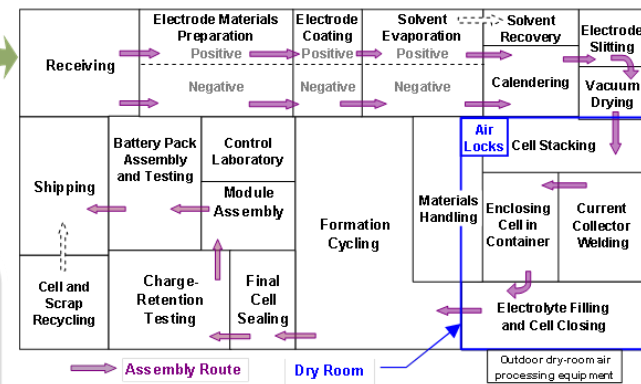 Receiving
Electrode Materials
Preparation
Positive
Negative
Electrode
Coating
Positive
Negative
Solvent
Evaporation
Positive
Negative
Solvent
Recovery
Calendering
Electrode
Slitting
Vacuum
Drying
Air
Locks
Cell Stacking
Shipping
Battery Pack
Assembly
and Testing
Control
Laboratory
Module
Assembly
Formation
Cycling
Materials
Handling
Enclosing
Cell in
Container
Current
Collector
Welding
Cell and
Scrap
Recycling
Charge-
Retention
Testing
Final
Cell
Sealing
Electrolyte Filling
and Cell Closing
Assembly Route
Dry Room
Outdoor dry-room air
processing equipment